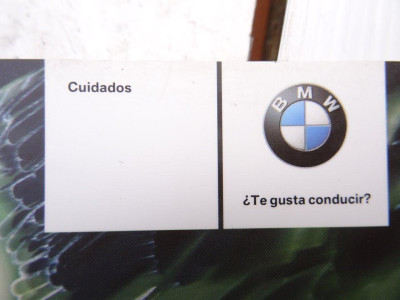 Cuidados
BMW
¿Te gusta conducir?